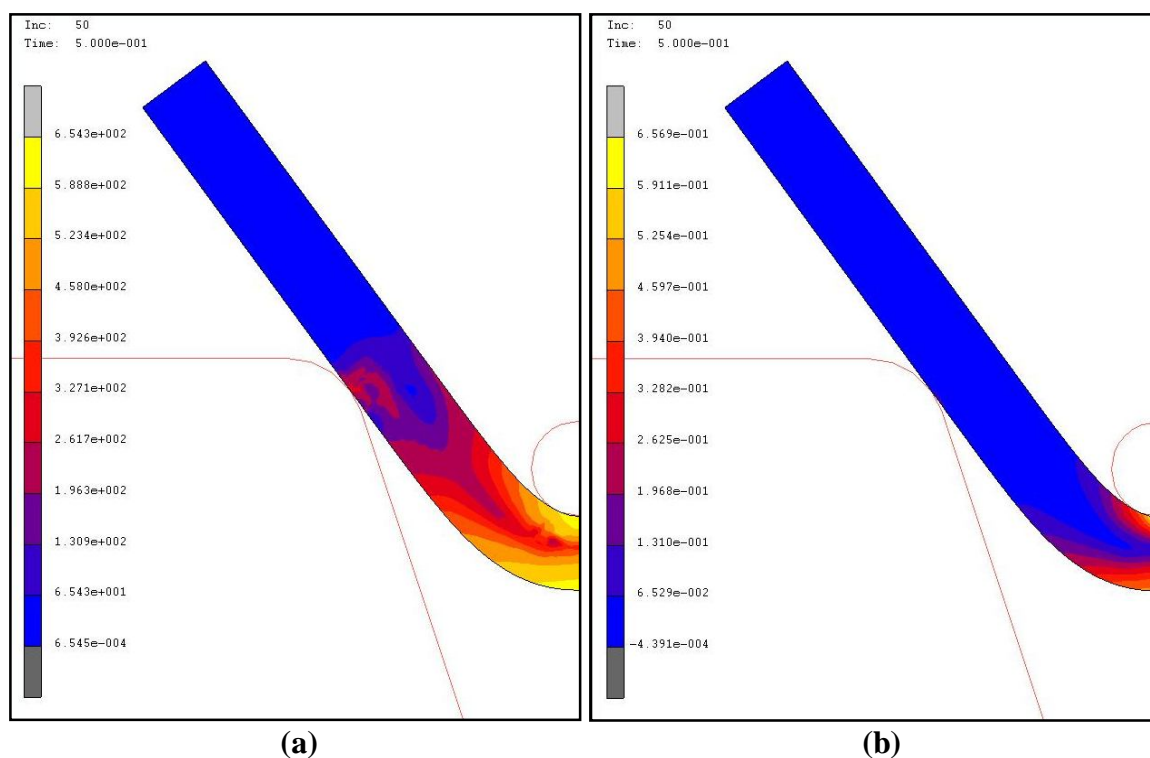 Inc: 50
Time: 5.000e-001
6.543e+002
5.888e+002
5.234e+002
4.580e+002
3.926e+002
3.271e+002
2.617e+002
1.963e+002
1.309e+002
6.543e+001
6.545e-004
(a)
Inc: 50
Time: 5.000e-001
6.569e-001
5.911e-001
5.254e-001
4.597e-001
3.940e-001
3.282e-001
2.625e-001
1.968e-001
1.310e-001
6.529e-002
-4.391e-004
(b)